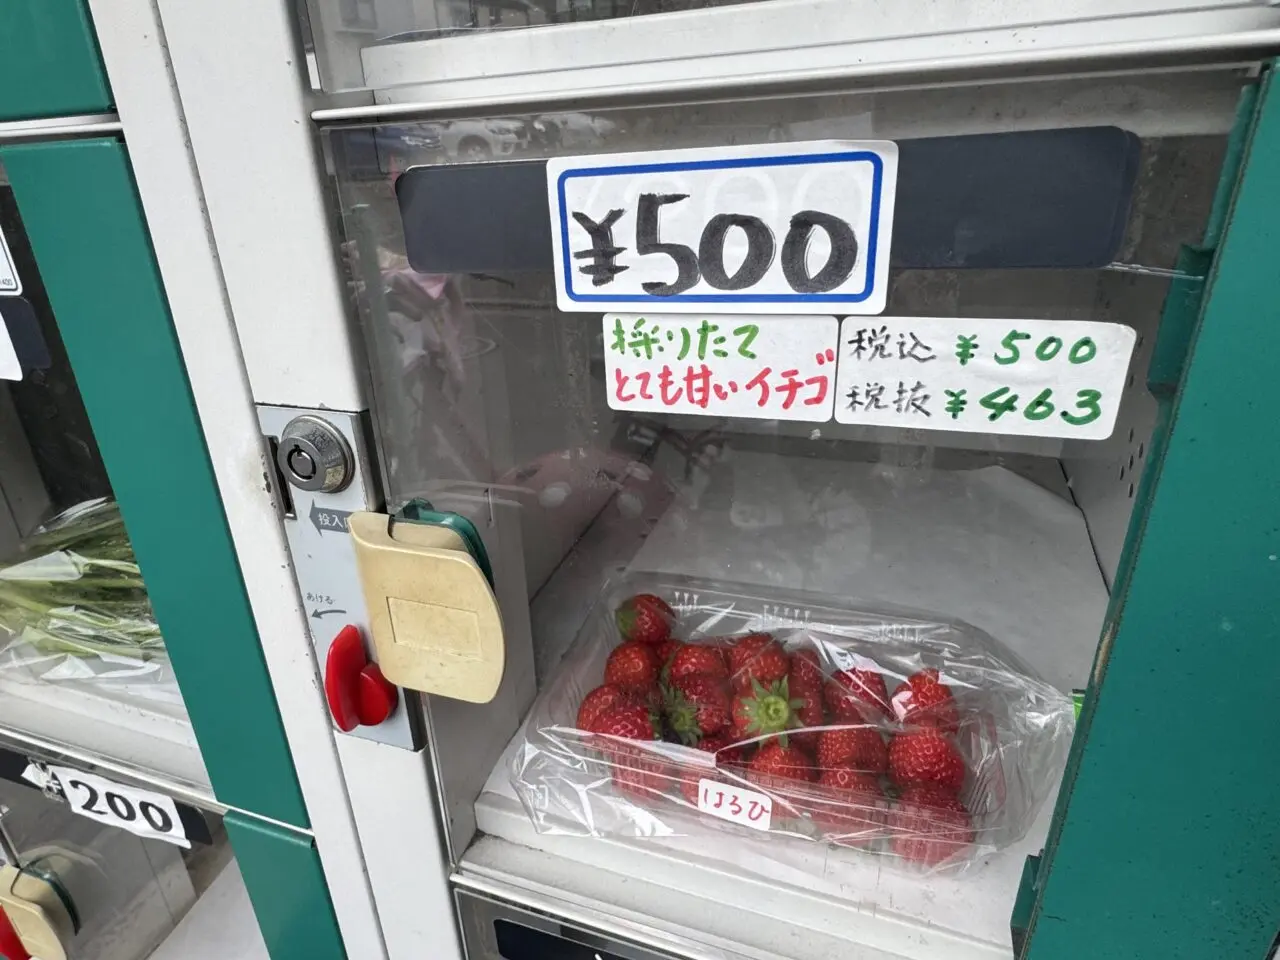 ¥500
採りたて
とても甘いイチゴ
税込 ¥500
税抜 ¥463
投入
あける
はるひ
¥200